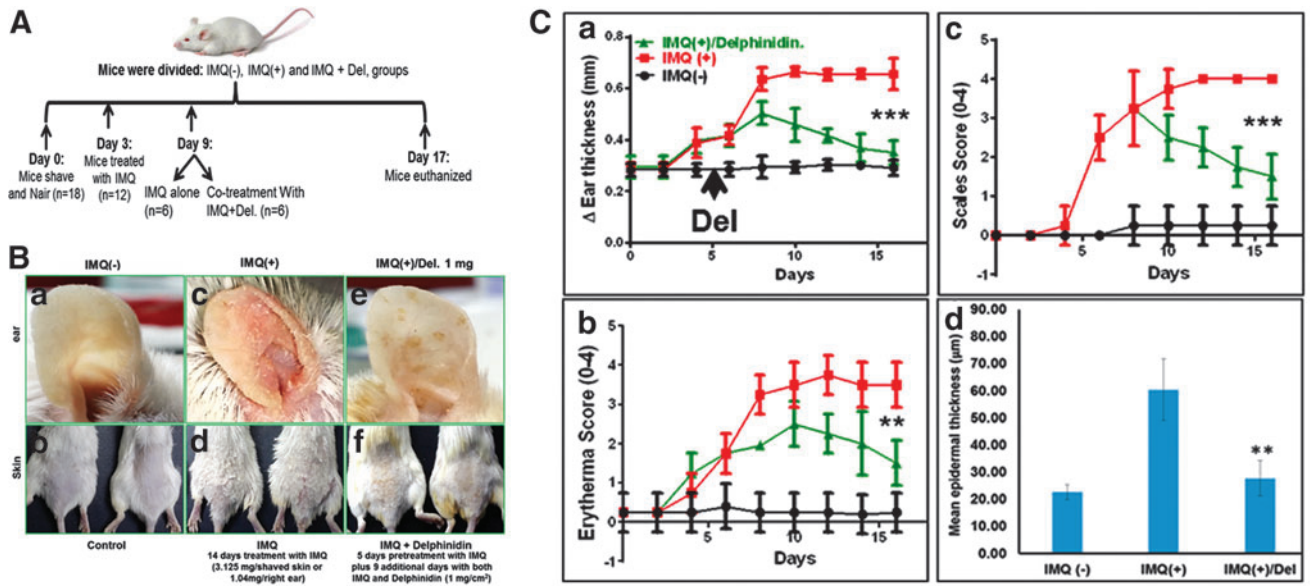 A
Mice were divided: IMQ(-), IMQ(+) and IMQ + Del, groups
Day 0:
Mice shave
and Nair (n=18)
Day 3:
Mice treated
with IMQ
(n=12)
Day 9:
IMQ alone
(n=6)
Co-treatment With
IMQ+Del. (n=6)
Day 17:
Mice euthanized
B
IMQ(-)
IMQ(+)
IMQ(+)/Del. 1 mg
ear
a
c
e
Skin
b
d
f
Control
IMQ
14 days treatment with IMQ
(3.125 mg/shaved skin or
1.04mg/right ear)
IMQ + Delphinidin
5 days pretreatment with IMQ
plus 9 additional days with both
IMQ and Delphinidin (1 mg/cm²)
C
a
IMQ(+)/Delphinidin.
IMQ (+)
IMQ(-)
Δ Ear thickness (mm)
1.0
0.8
0.6
0.4
0.2
0.0
0
5
10
15
Days
Del
***
b
Erytherma Score (0-4)
5
4
3
2
1
0
-1
5
10
15
Days
**
c
Scales Score (0-4)
5
4
3
2
1
0
-1
5
10
15
Days
***
d
Mean epidermal thickness (µm)
90.00
80.00
70.00
60.00
50.00
40.00
30.00
20.00
10.00
0.00
**
IMQ (-)
IMQ(+)
IMQ(+)/Del